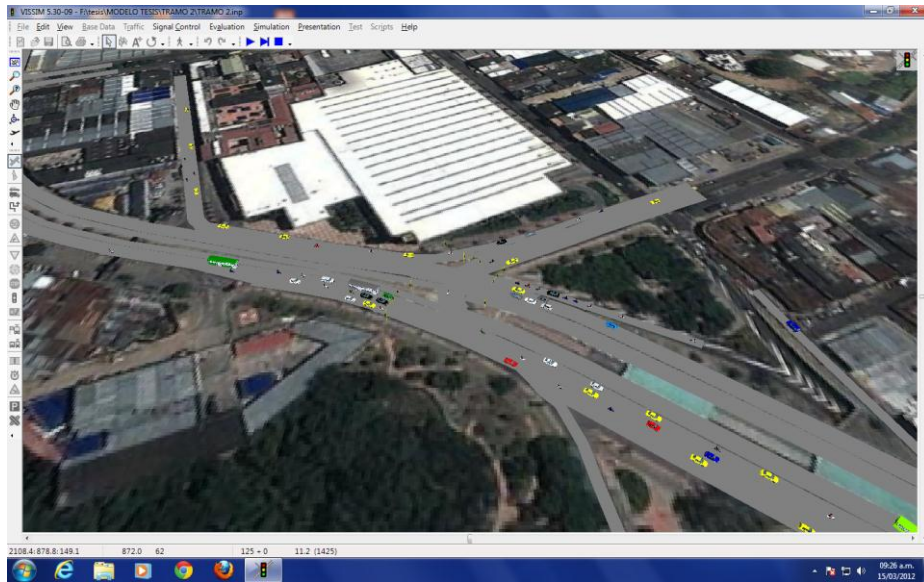 VISSIM 5.30-09 - F:\tesis\MODELO TESIS\TRAMO 2\TRAMO 2.inp
File Edit View Base Data Traffic Signal Control Evaluation Simulation Presentation Test Scripts Help
2108.4:878.8:149.1 872.0 62 125 + 0 11.2 (1425)
09:26 a.m.
15/03/2012